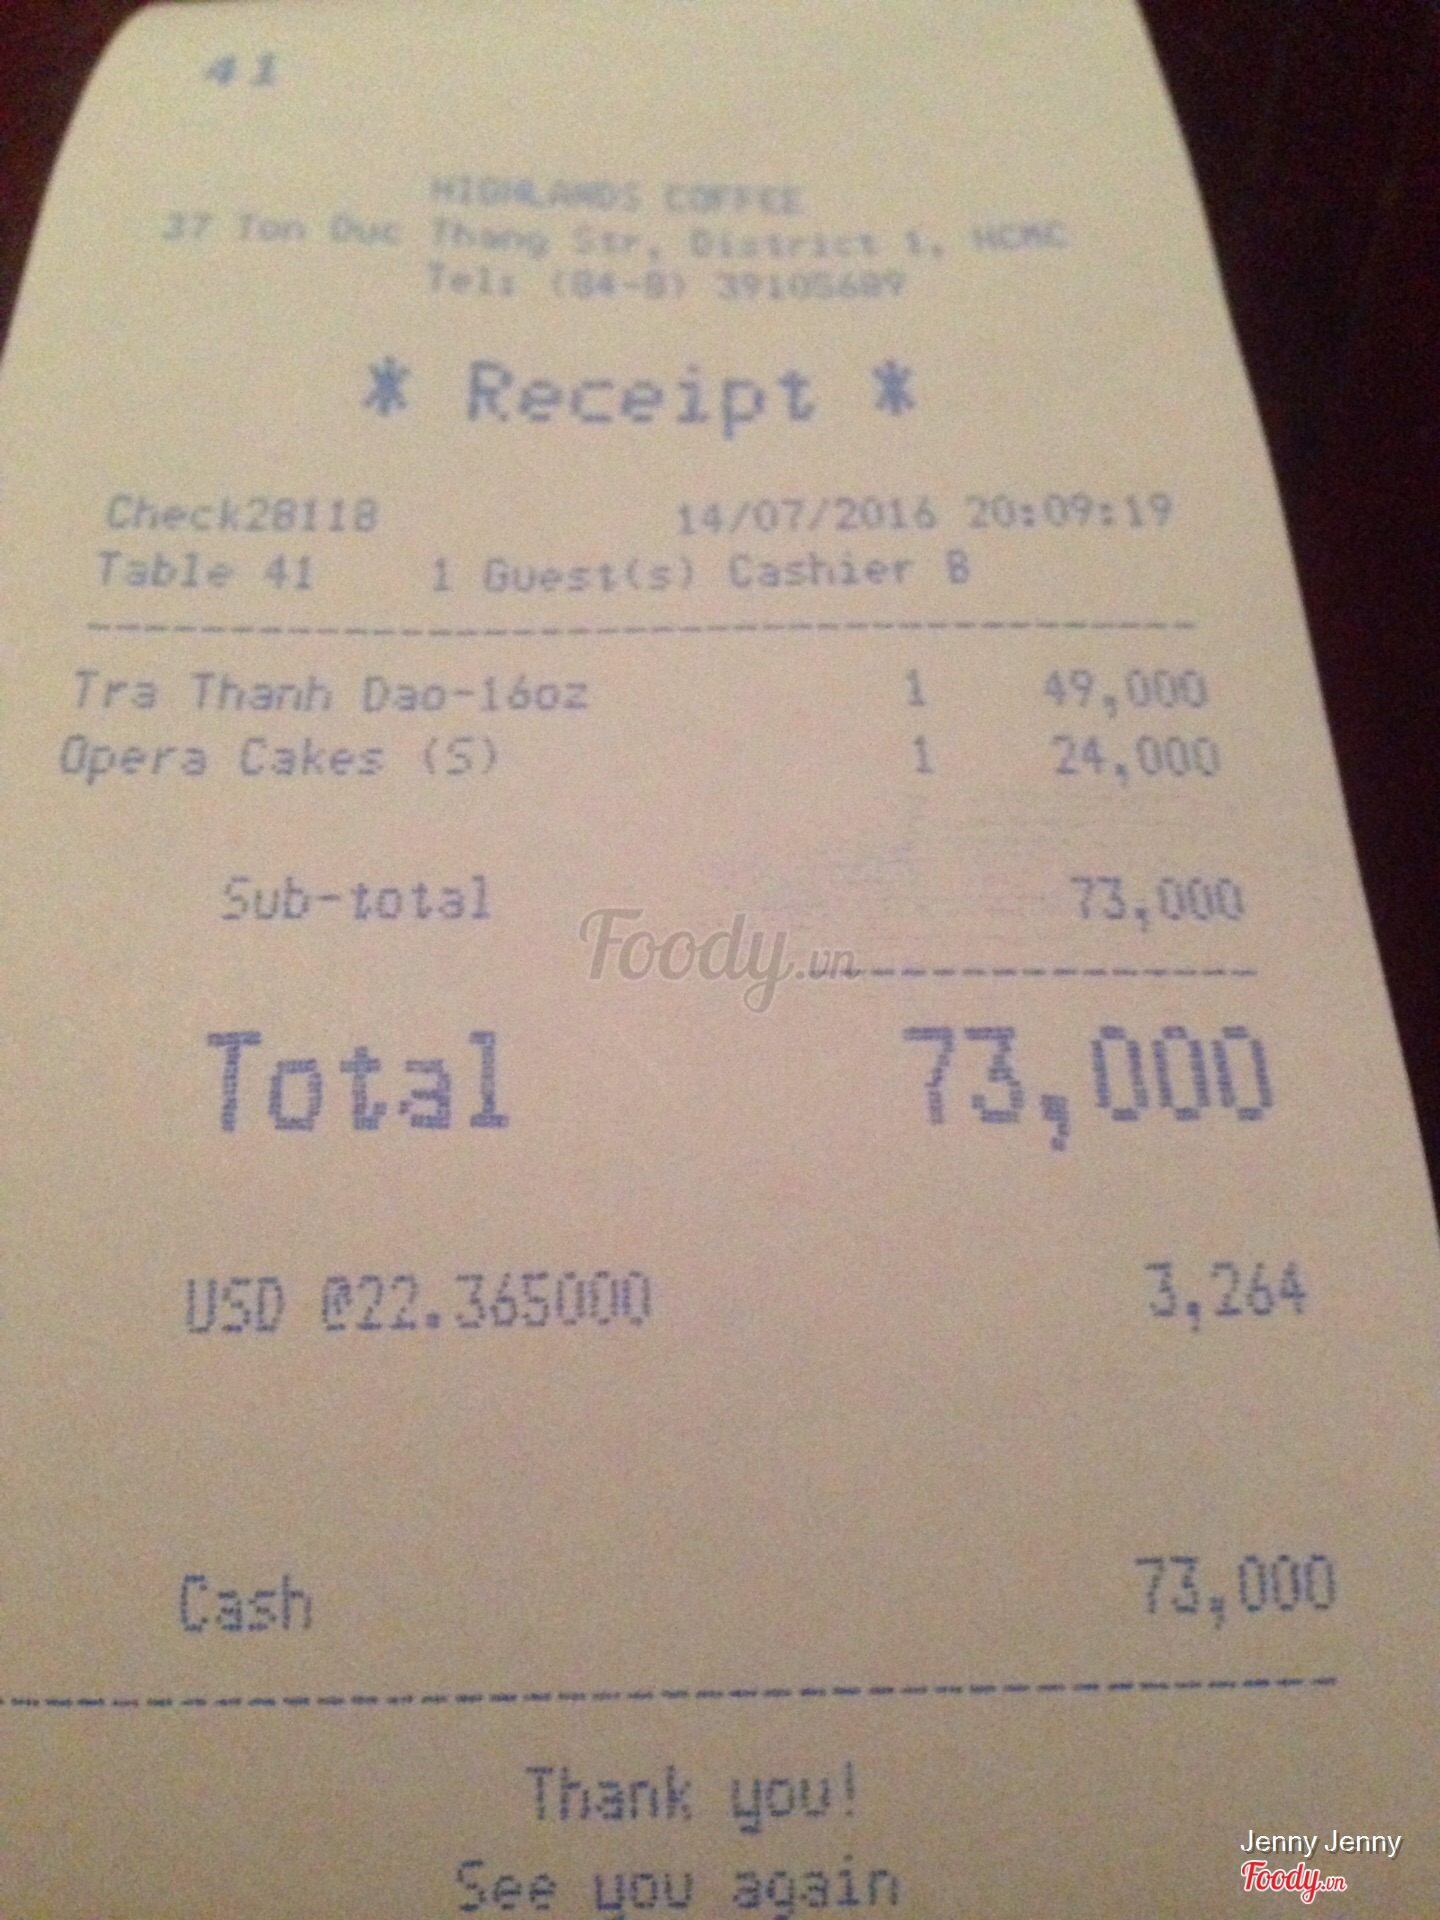 41
HIGHLANDS COFFEE
37 Ton Duc Thang Str, District 1, HCMC
Tel: (84-8) 39105689
* Receipt *
Check28118 14/07/2016 20:09:19
Table 41 1 Guest(s) Cashier B
Tra Thanh Dao-16oz 1 49,000
Opera Cakes (S) 1 24,000
Sub-total 73,000
Foody.vn
Total 73,000
USD @22.365000 3,264
Cash 73,000
Thank you!
See you again
Jenny Jenny
Foody.vn